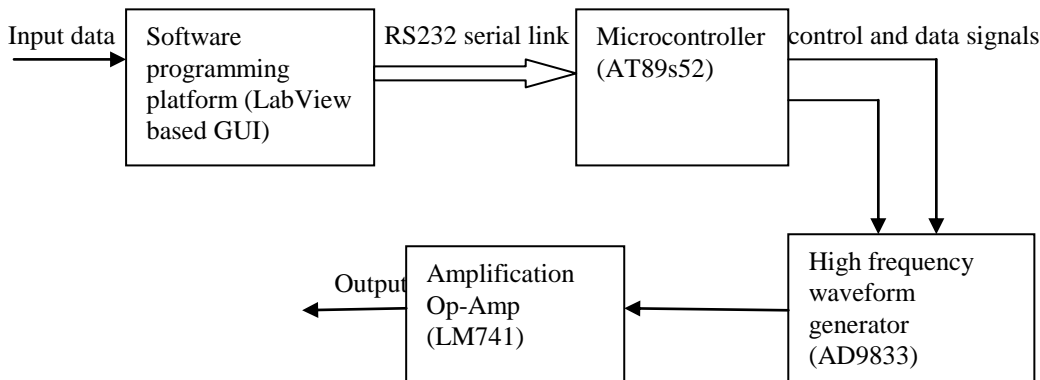 Input data
Software
programming
platform (LabView
based GUI)
RS232 serial link
Microcontroller
(AT89s52)
control and data signals
High frequency
waveform
generator
(AD9833)
Amplification
Op-Amp
(LM741)
Output